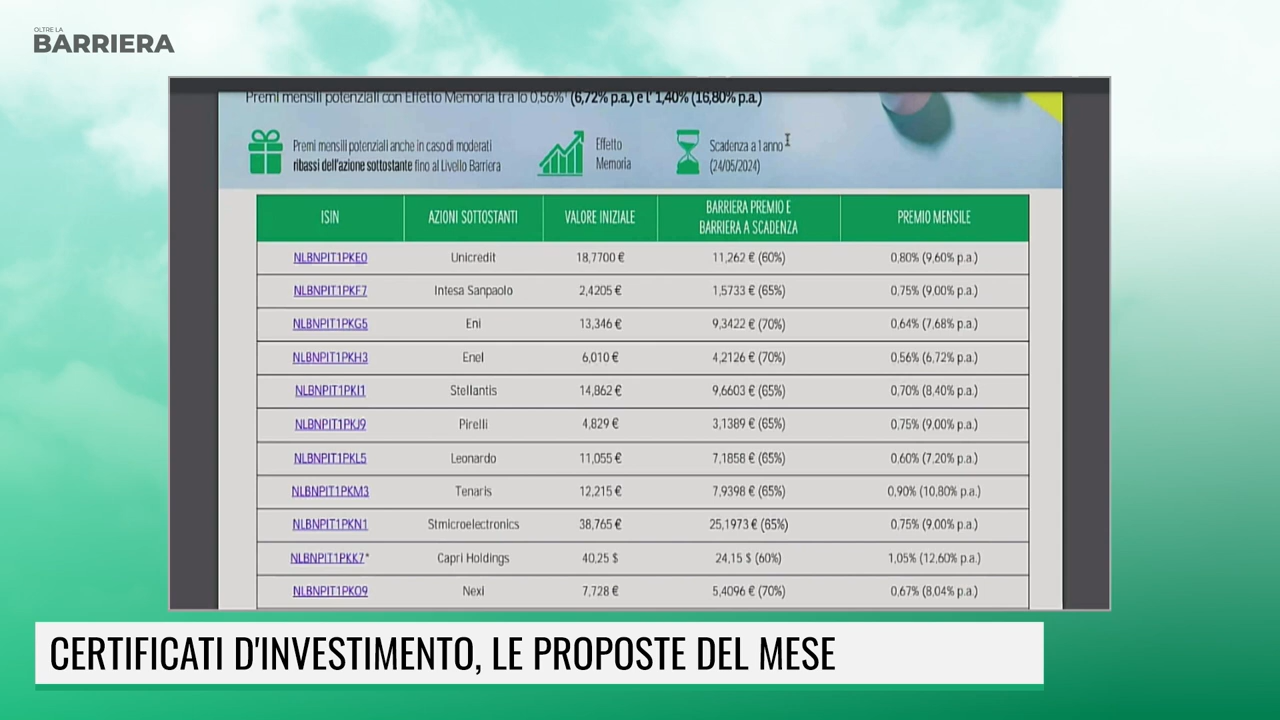 OLTRE LA
BARRIERA
Premi mensili potenziali con Effetto Memoria tra lo 0,56%¹ (6,72% p.a.) e l' 1,40% (16,80% p.a.)
Premi mensili potenziali anche in caso di moderati
ribassi dell'azione sottostante fino al Livello Barriera
Effetto
Memoria
Scadenza a 1 anno
(24/05/2024)
ISIN AZIONI SOTTOSTANTI VALORE INIZIALE BARRIERA PREMIO E BARRIERA A SCADENZA PREMIO MENSILE
NLBNPIT1PKE0 Unicredit 18,7700 € 11,262 € (60%) 0,80% (9,60% p.a.)
NLBNPIT1PKF7 Intesa Sanpaolo 2,4205 € 1,5733 € (65%) 0,75% (9,00% p.a.)
NLBNPIT1PKG5 Eni 13,346 € 9,3422 € (70%) 0,64% (7,68% p.a.)
NLBNPIT1PKH3 Enel 6,010 € 4,2126 € (70%) 0,56% (6,72% p.a.)
NLBNPIT1PKI1 Stellantis 14,862 € 9,6603 € (65%) 0,70% (8,40% p.a.)
NLBNPIT1PKJ9 Pirelli 4,829 € 3,1389 € (65%) 0,75% (9,00% p.a.)
NLBNPIT1PKL5 Leonardo 11,055 € 7,1858 € (65%) 0,60% (7,20% p.a.)
NLBNPIT1PKM3 Tenaris 12,215 € 7,9398 € (65%) 0,90% (10,80% p.a.)
NLBNPIT1PKN1 Stmicroelectronics 38,765 € 25,1973 € (65%) 0,75% (9,00% p.a.)
NLBNPIT1PKK7* Capri Holdings 40,25 $ 24,15 $ (60%) 1,05% (12,60% p.a.)
NLBNPIT1PKO9 Nexi 7,728 € 5,4096 € (70%) 0,67% (8,04% p.a.)
CERTIFICATI D'INVESTIMENTO, LE PROPOSTE DEL MESE